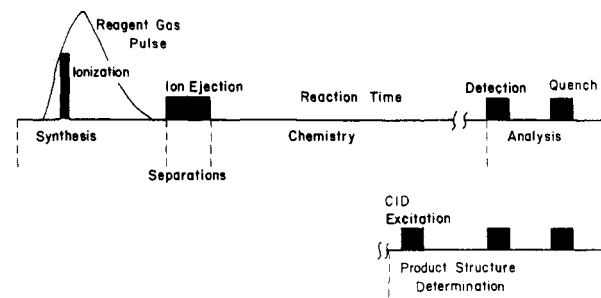 Reagent Gas
Pulse
Ionization
Ion Ejection
Reaction Time
Detection
Quench
Synthesis
Chemistry
Analysis
Separations
CID
Excitation
Product Structure
Determination